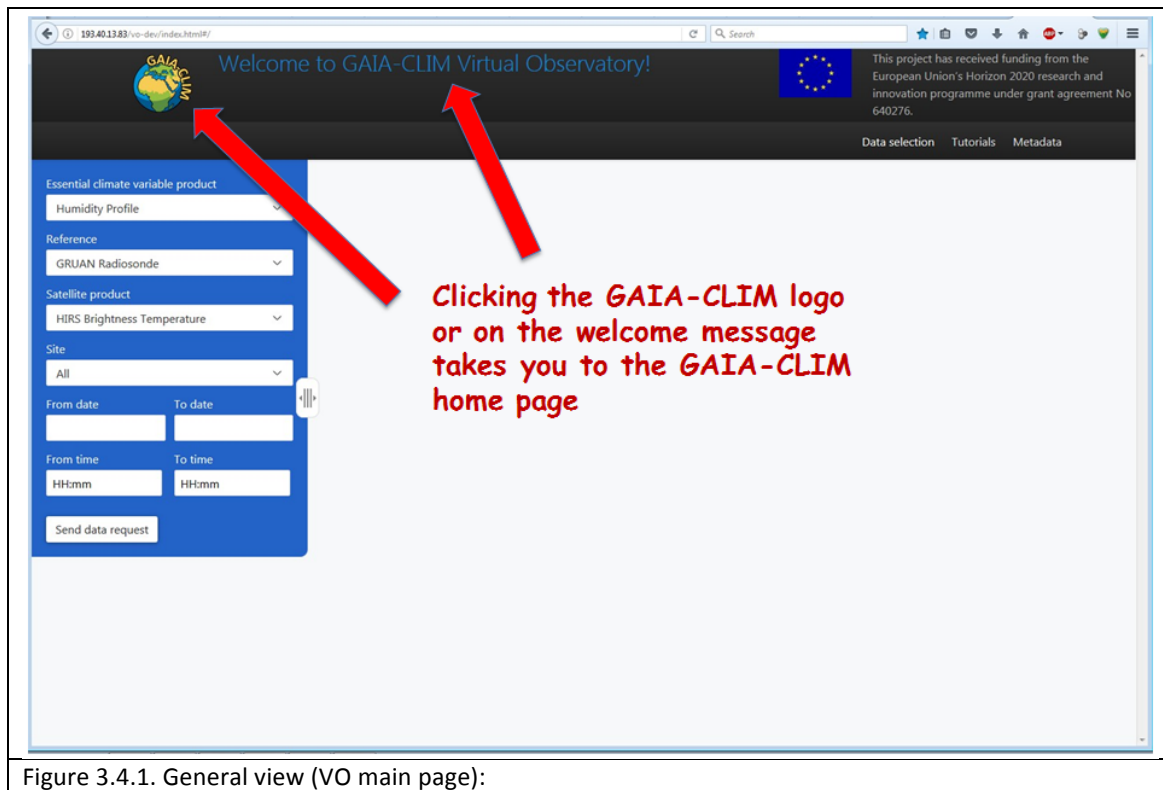 193.40.13.83/vo-dev/index.html#/
Search
GAIA-CLIM
Welcome to GAIA-CLIM Virtual Observatory!
This project has received funding from the
European Union's Horizon 2020 research and
innovation programme under grant agreement No
640276.
Data selection Tutorials Metadata
Essential climate variable product
Humidity Profile
Reference
GRUAN Radiosonde
Satellite product
HIRS Brightness Temperature
Site
All
From date To date
From time To time
HH:mm HH:mm
Send data request
Clicking the GAIA-CLIM logo
or on the welcome message
takes you to the GAIA-CLIM
home page
Figure 3.4.1. General view (VO main page):